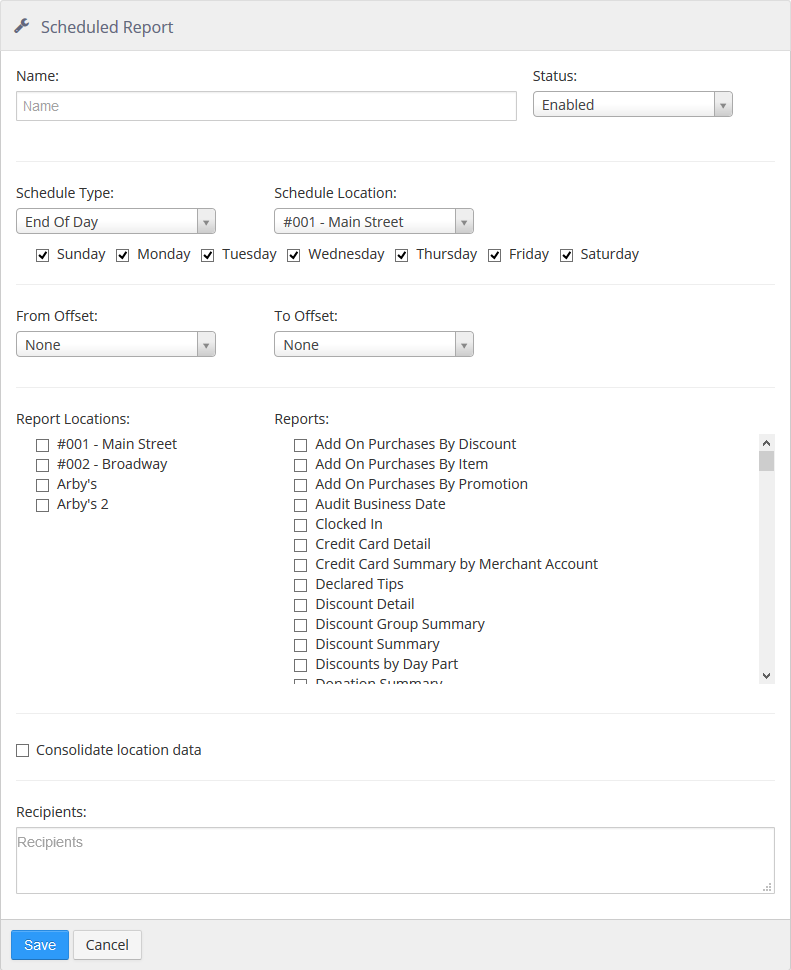 Scheduled Report
Name: Status:
Name Enabled
Schedule Type: Schedule Location:
End Of Day #001 - Main Street
Sunday Monday Tuesday Wednesday Thursday Friday Saturday
From Offset: To Offset:
None None
Report Locations: Reports:
#001 - Main Street Add On Purchases By Discount
#002 - Broadway Add On Purchases By Item
Arby's Add On Purchases By Promotion
Arby's 2 Audit Business Date
Clocked In
Credit Card Detail
Credit Card Summary by Merchant Account
Declared Tips
Discount Detail
Discount Group Summary
Discount Summary
Discounts by Day Part
Donation Summary
Consolidate location data
Recipients:
Recipients
Save Cancel